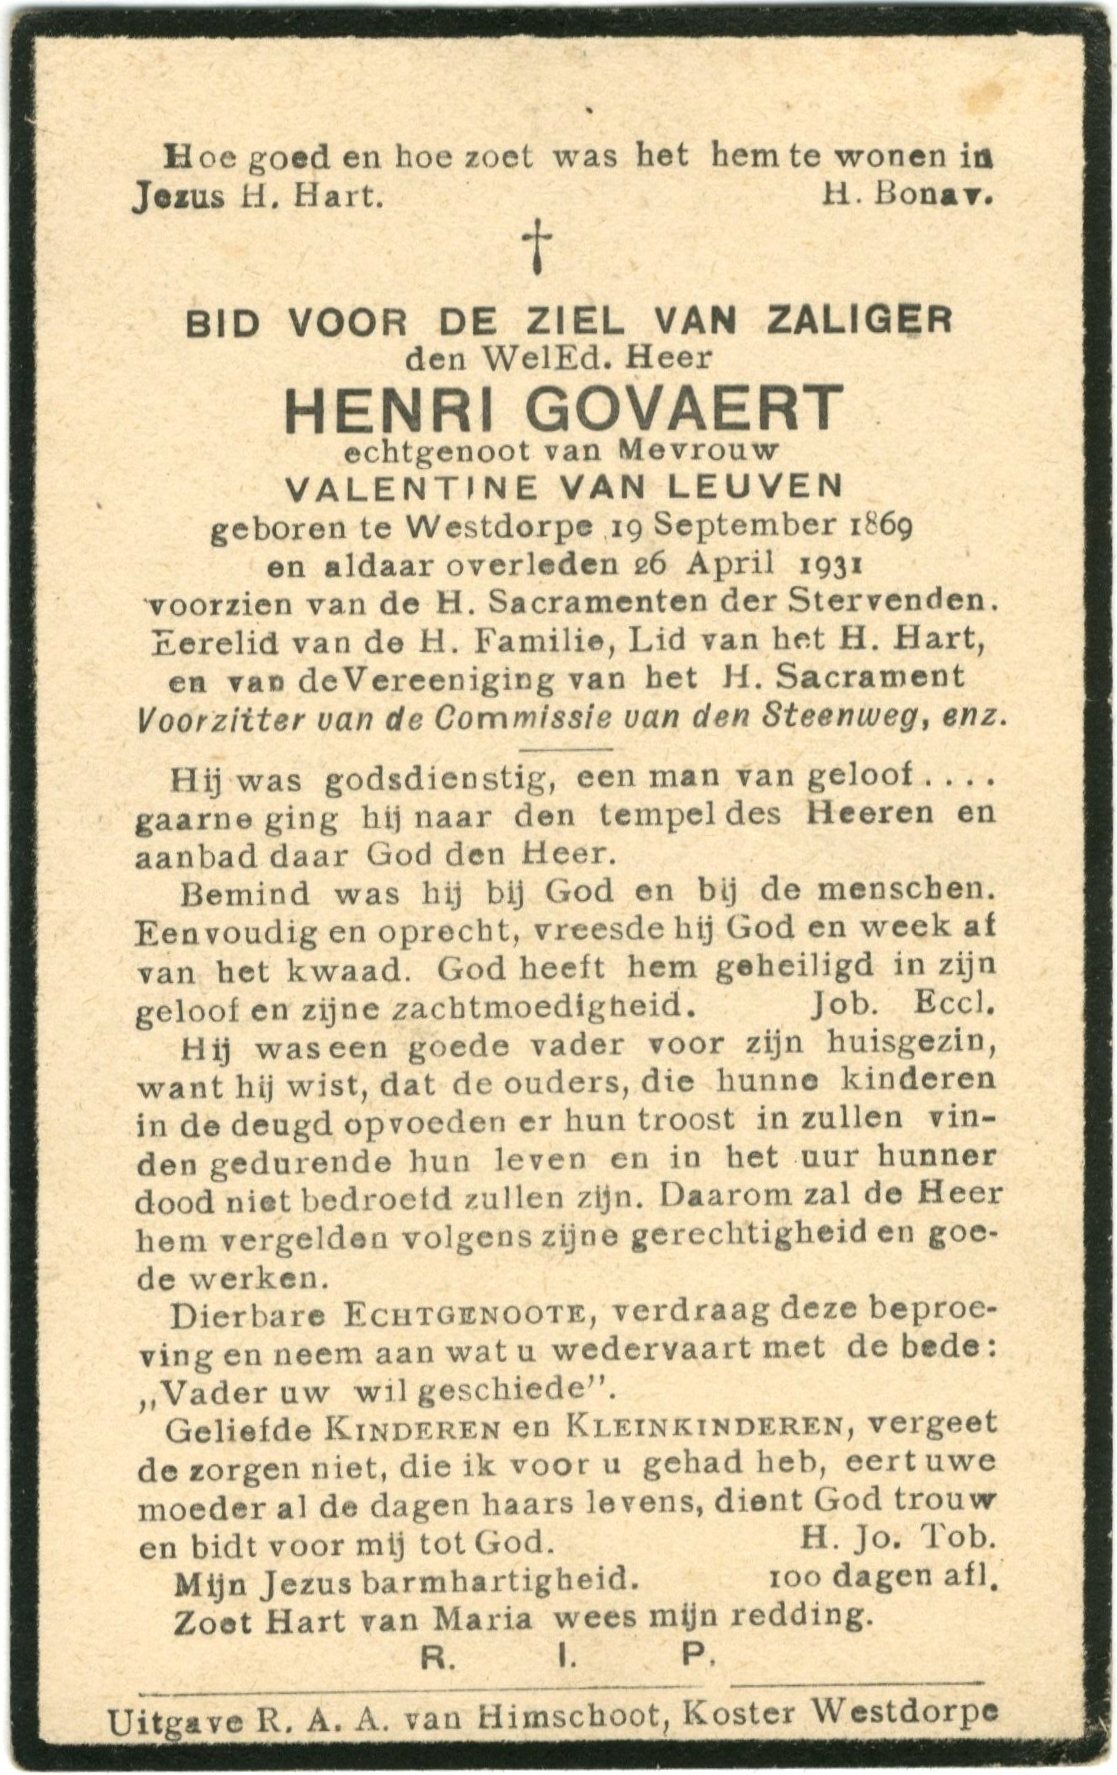 Hoe goed en hoe zoet was het hem te wonen in
Jezus H. Hart. H. Bonav.
BID VOOR DE ZIEL VAN ZALIGER
den WelEd. Heer
HENRI GOVAERT
echtgenoot van Mevrouw
VALENTINE VAN LEUVEN
geboren te Westdorpe 19 September 1869
en aldaar overleden 26 April 1931
voorzien van de H. Sacramenten der Stervenden.
Eerelid van de H. Familie, Lid van het H. Hart,
en van de Vereeniging van het H. Sacrament
Voorzitter van de Commissie van den Steenweg, enz.
Hij was godsdienstig, een man van geloof....
gaarne ging hij naar den tempel des Heeren en
aanbad daar God den Heer.
Bemind was hij bij God en bij de menschen.
Eenvoudig en oprecht, vreesde hij God en week af
van het kwaad. God heeft hem geheiligd in zijn
geloof en zijne zachtmoedigheid. Job. Eccl.
Hij was een goede vader voor zijn huisgezin,
want hij wist, dat de ouders, die hunne kinderen
in de deugd opvoeden er hun troost in zullen vin-
den gedurende hun leven en in het uur hunner
dood niet bedroefd zullen zijn. Daarom zal de Heer
hem vergelden volgens zijne gerechtigheid en goe-
de werken.
Dierbare ECHTGENOOTE, verdraag deze beproe-
ving en neem aan wat u wedervaart met de bede:
„Vader uw wil geschiede”.
Geliefde KINDEREN en KLEINKINDEREN, vergeet
de zorgen niet, die ik voor u gehad heb, eert uwe
moeder al de dagen haars levens, dient God trouw
en bidt voor mij tot God. H. Jo. Tob.
Mijn Jezus barmhartigheid. 100 dagen afl.
Zoet Hart van Maria wees mijn redding.
R. I. P.
Uitgave R. A. A. van Himschoot, Koster Westdorpe